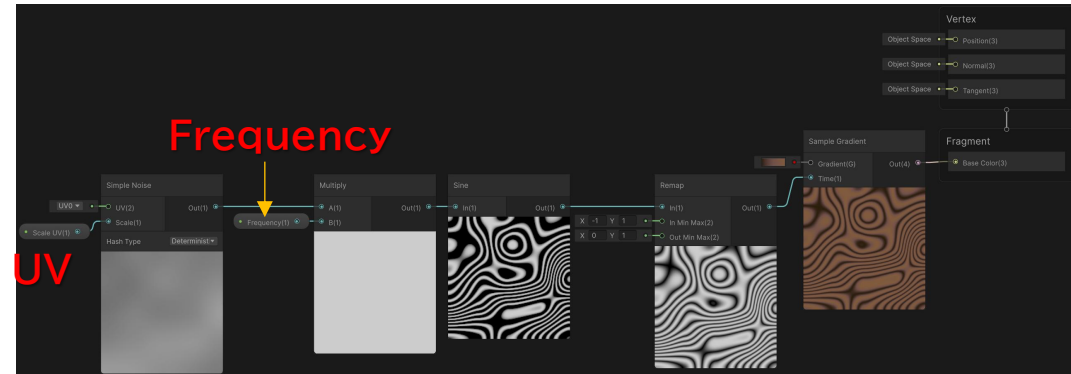 Vertex
Object Space
Position(3)
Object Space
Normal(3)
Object Space
Tangent(3)
Frequency
Fragment
Base Color(3)
Sample Gradient
Gradient(G)
Out(4)
Time(1)
Simple Noise
UV0
UV(2)
Out(1)
Scale UV(1)
Scale(1)
Hash Type
Determinist
UV
Frequency(1)
Multiply
A(1)
Out(1)
B(1)
Sine
In(1)
Out(1)
Remap
In(1)
Out(1)
X -1 Y 1
In Min Max(2)
X 0 Y 1
Out Min Max(2)